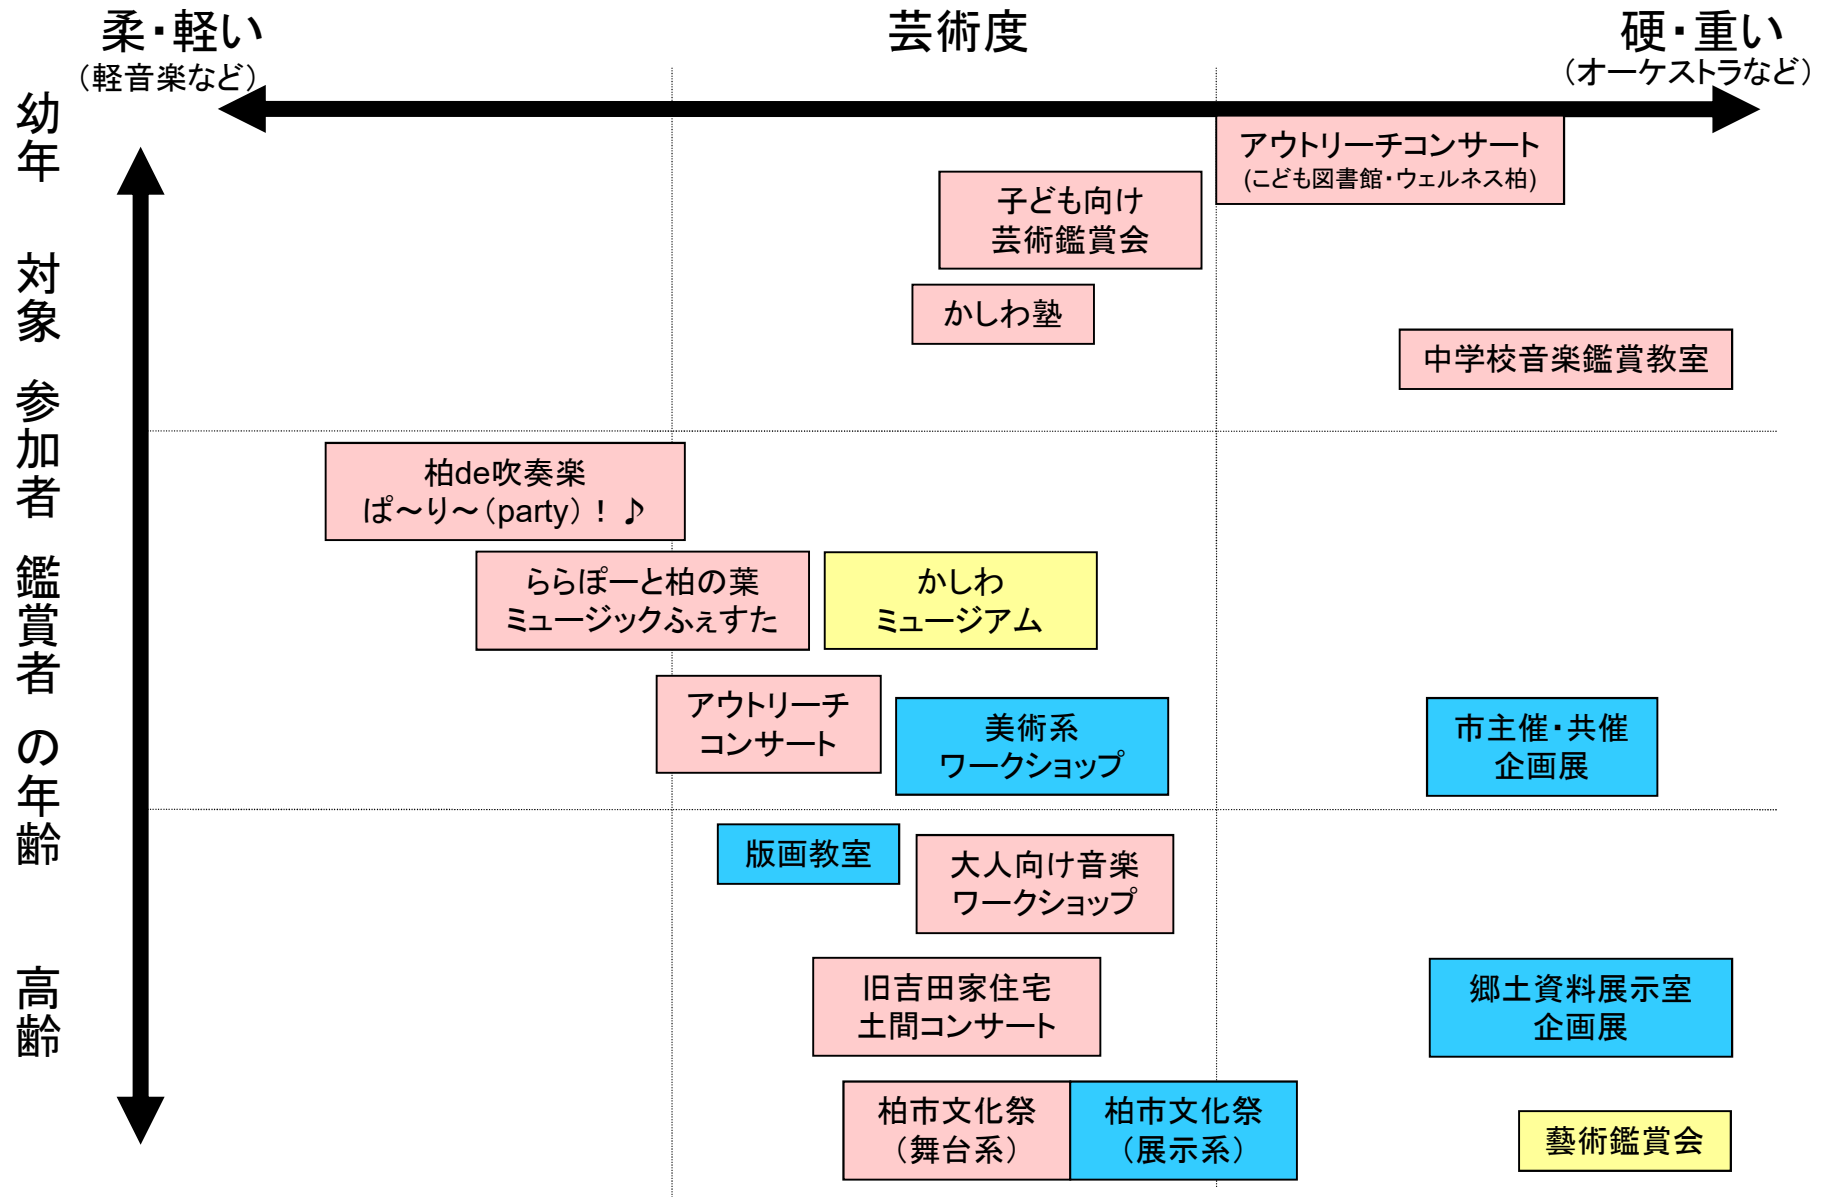 柔・軽い
（軽音楽など）
芸術度
硬・重い
（オーケストラなど）
幼年
対象
参加者
鑑賞者
の年齢
高齢
アウトリーチコンサート
(こども図書館・ウェルネス柏)
子ども向け
芸術鑑賞会
かしわ塾
中学校音楽鑑賞教室
柏de吹奏楽
ぱ～り～（party）！♪
ららぽーと柏の葉
ミュージックふぇすた
かしわ
ミュージアム
アウトリーチ
コンサート
美術系
ワークショップ
市主催・共催
企画展
版画教室
大人向け音楽
ワークショップ
旧吉田家住宅
土間コンサート
郷土資料展示室
企画展
柏市文化祭
（舞台系）
柏市文化祭
（展示系）
藝術鑑賞会